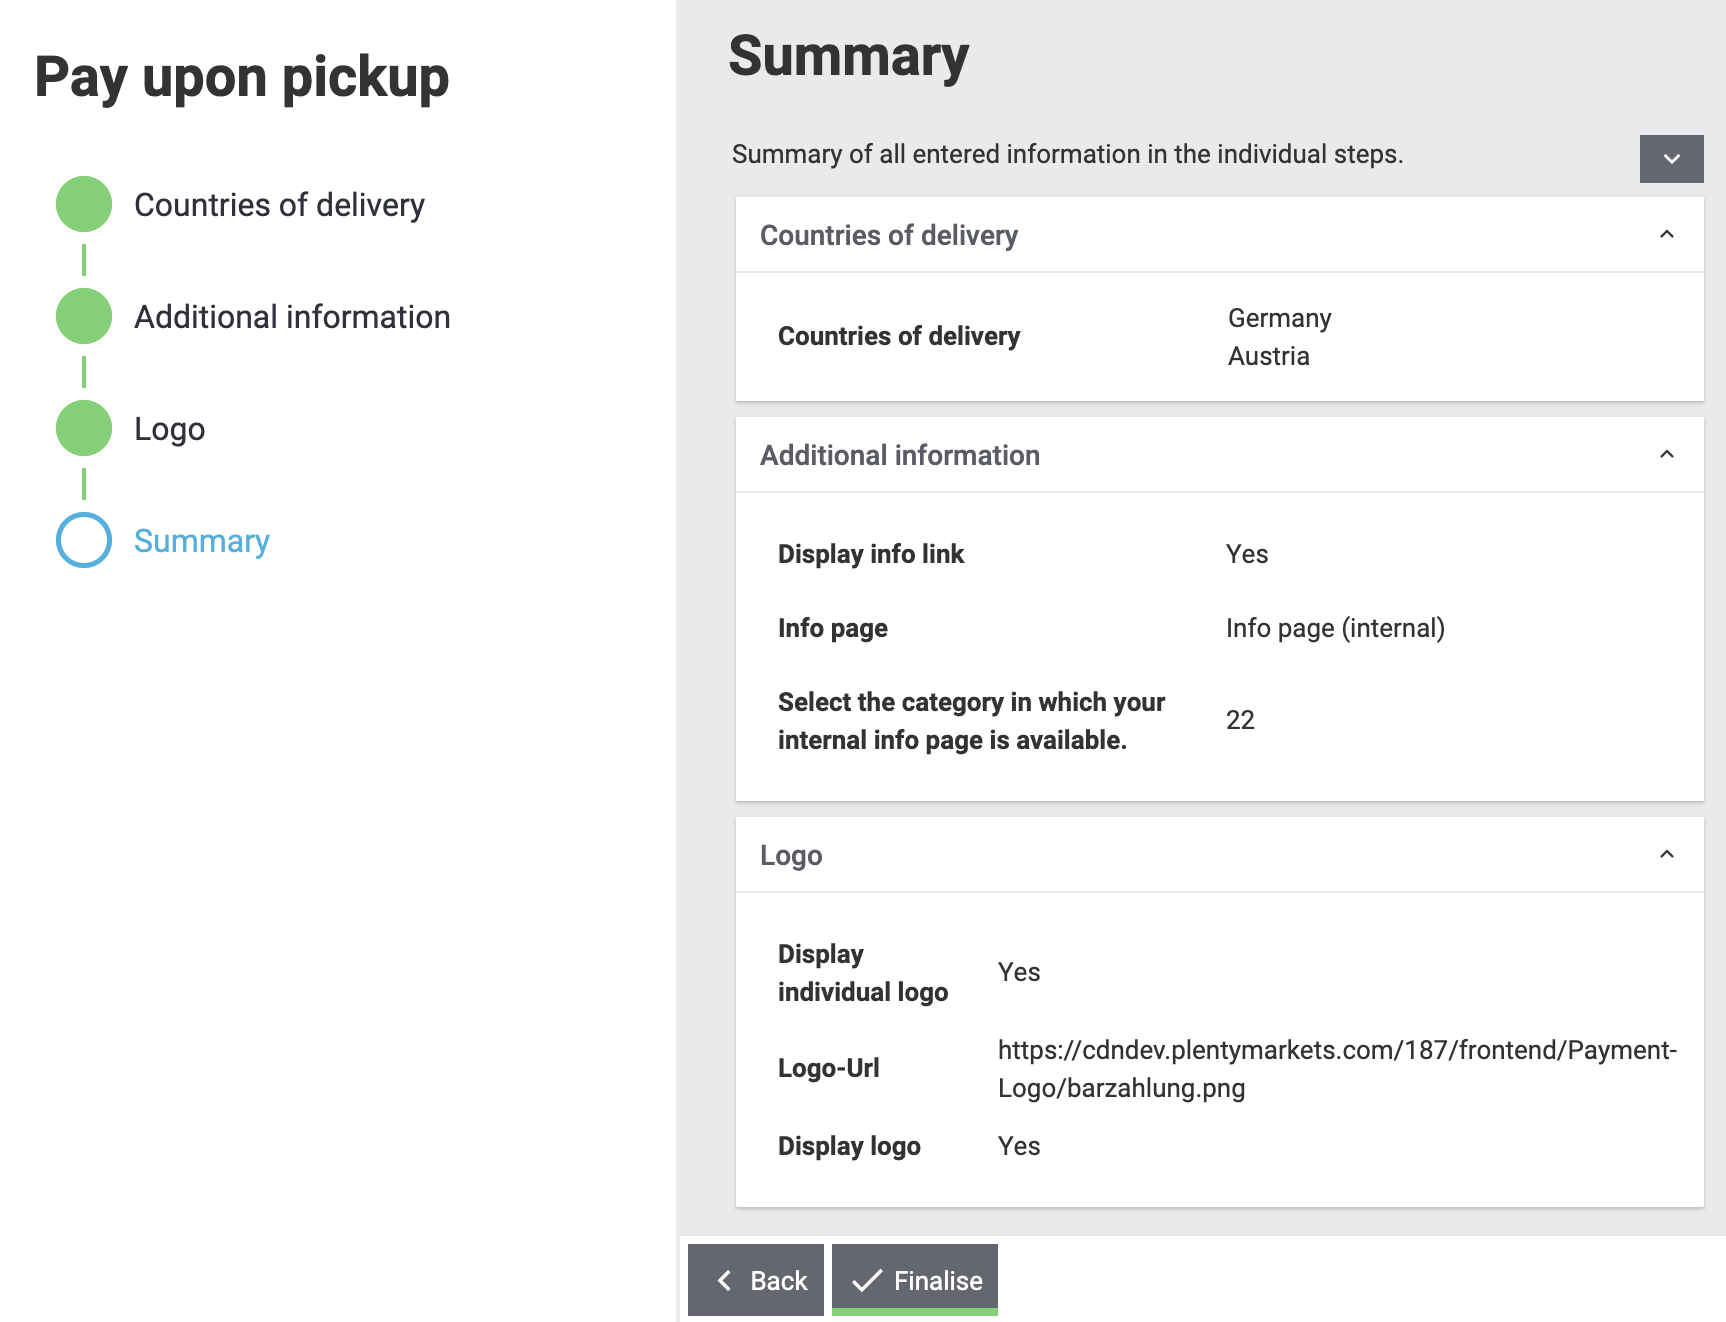 Pay upon pickup
Countries of delivery
Additional information
Logo
Summary
Summary
Summary of all entered information in the individual steps.
Countries of delivery
Countries of delivery
Germany
Austria
Additional information
Display info link
Yes
Info page
Info page (internal)
Select the category in which your
internal info page is available.
22
Logo
Display
individual logo
Yes
Logo-Url
https://cdndev.plentymarkets.com/187/frontend/Payment-
Logo/barzahlung.png
Display logo
Yes
Back
Finalise